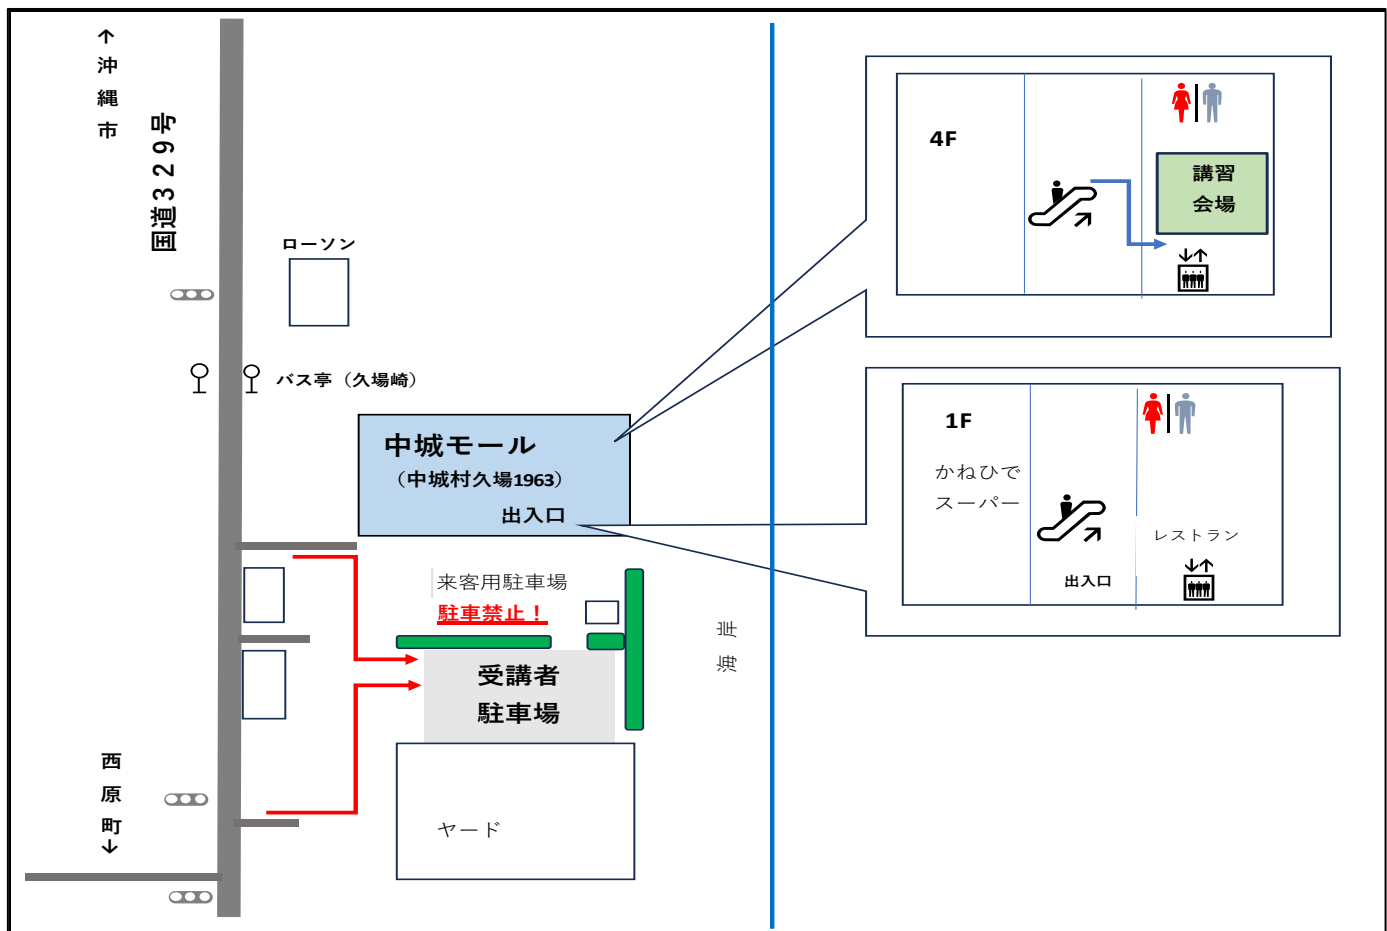 ↑沖縄市
国道３２９号
ローソン
バス亭（久場崎）
中城モール
（中城村久場1963）
出入口
来客用駐車場
駐車禁止！
受講者
駐車場
ヤード
西原町↓
海岸
4F
講習
会場
1F
かねひで
スーパー
レストラン
出入口